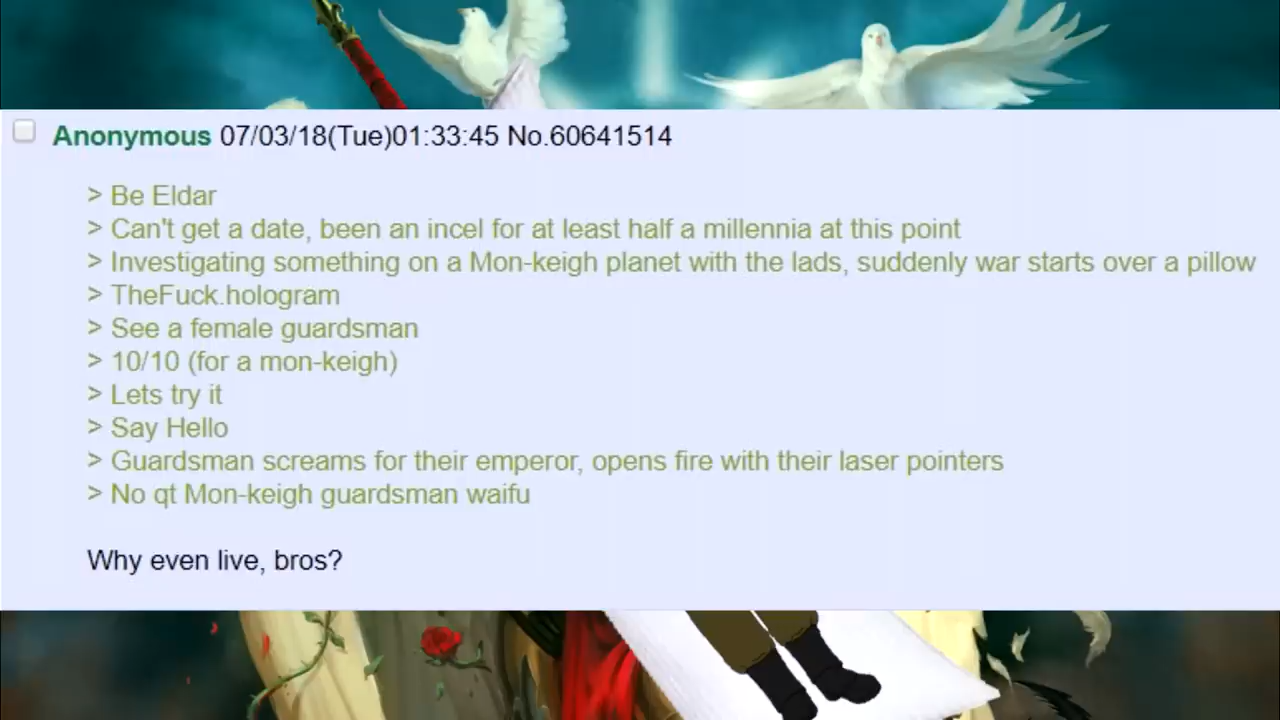 Anonymous 07/03/18(Tue)01:33:45 No.60641514
> Be Eldar
> Can't get a date, been an incel for at least half a millennia at this point
> Investigating something on a Mon-keigh planet with the lads, suddenly war starts over a pillow
> TheFuck.hologram
> See a female guardsman
> 10/10 (for a mon-keigh)
> Lets try it
> Say Hello
> Guardsman screams for their emperor, opens fire with their laser pointers
> No qt Mon-keigh guardsman waifu
Why even live, bros?